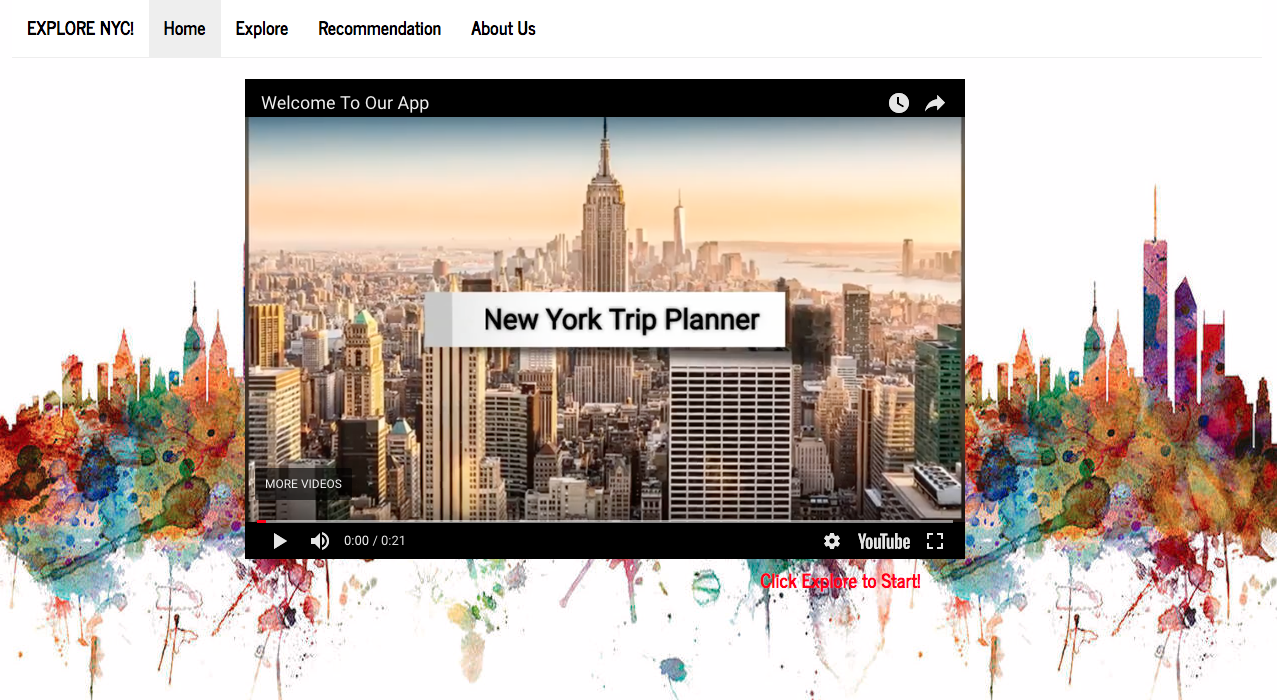 EXPLORE NYC! Home Explore Recommendation About Us
Welcome To Our App
New York Trip Planner
MORE VIDEOS
0:00 / 0:21 YouTube
Click Explore to Start!